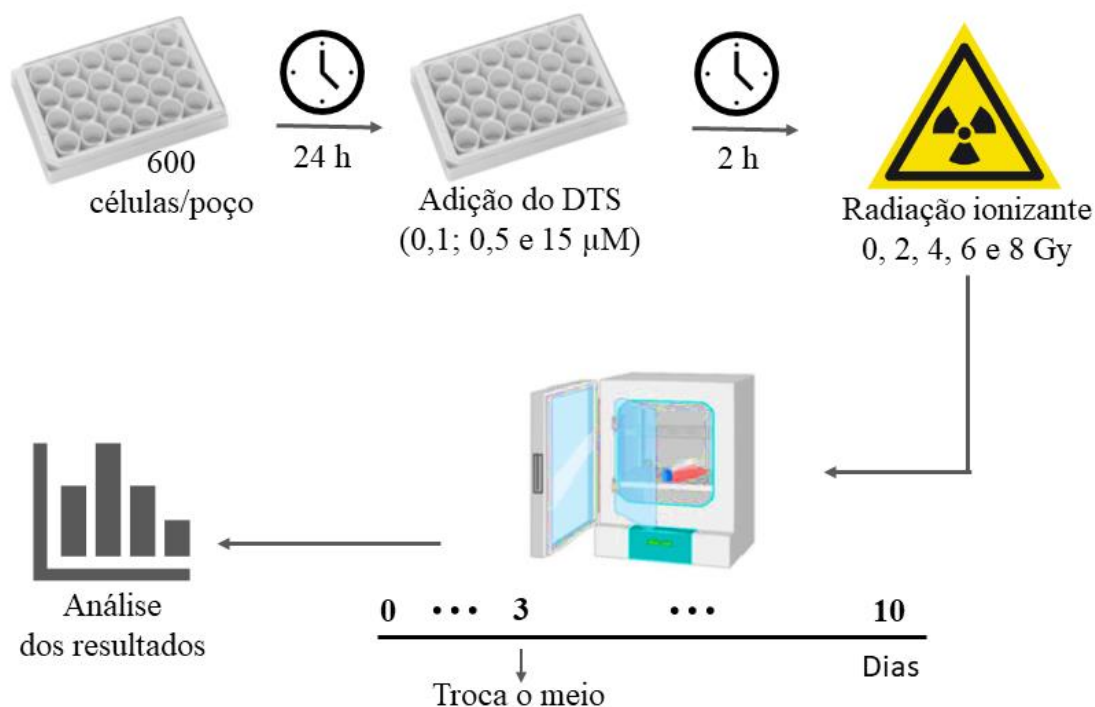 600
células/poço
24 h
Adição do DTS
(0,1; 0,5 e 15 µM)
2 h
Radiação ionizante
0, 2, 4, 6 e 8 Gy
Análise
dos resultados
0 ••• 3 ••• 10
Dias
Troca o meio